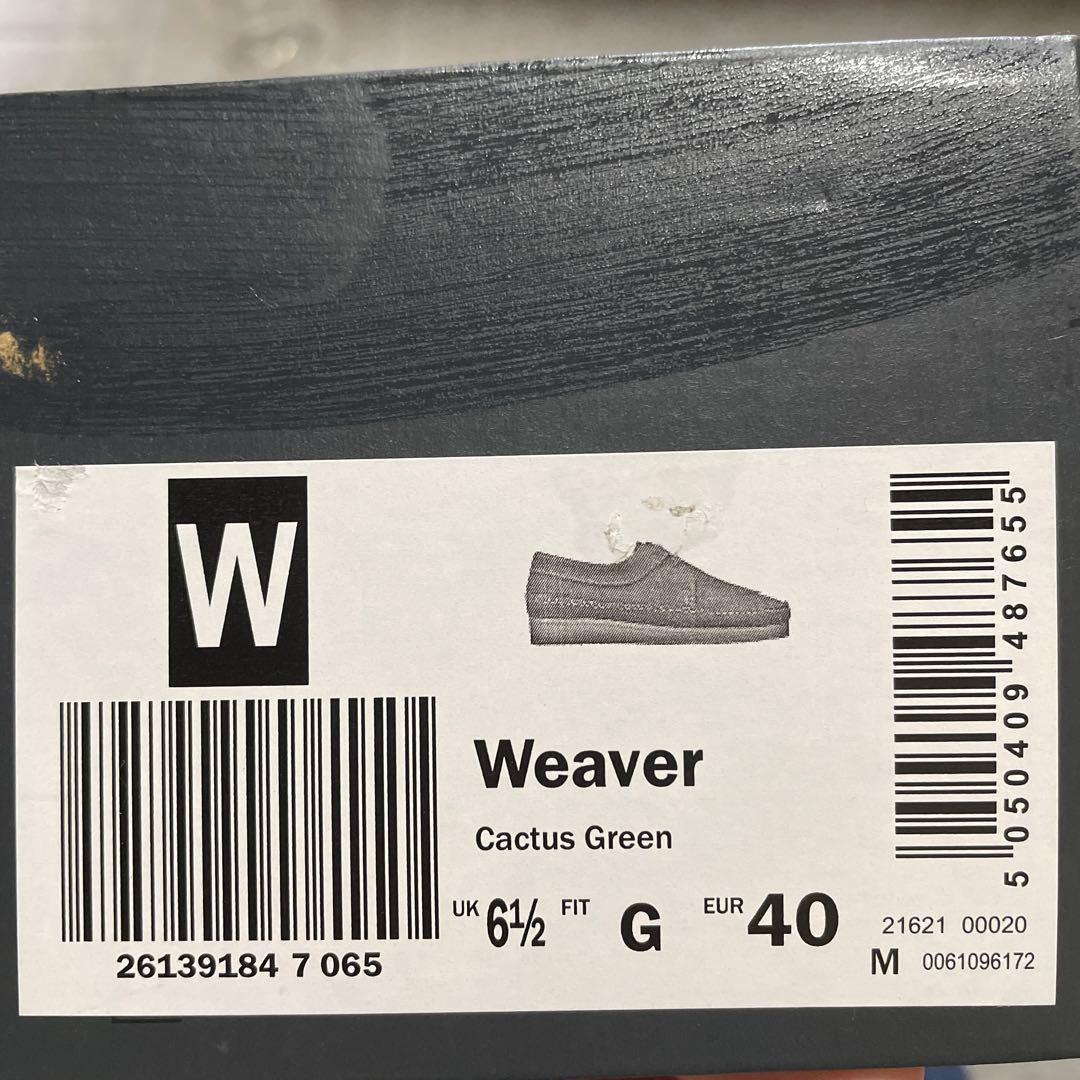 W
26139184 7 065
Weaver
Cactus Green
UK 6½ FIT G EUR 40
5 050409 487655
21621 00020
M 0061096172